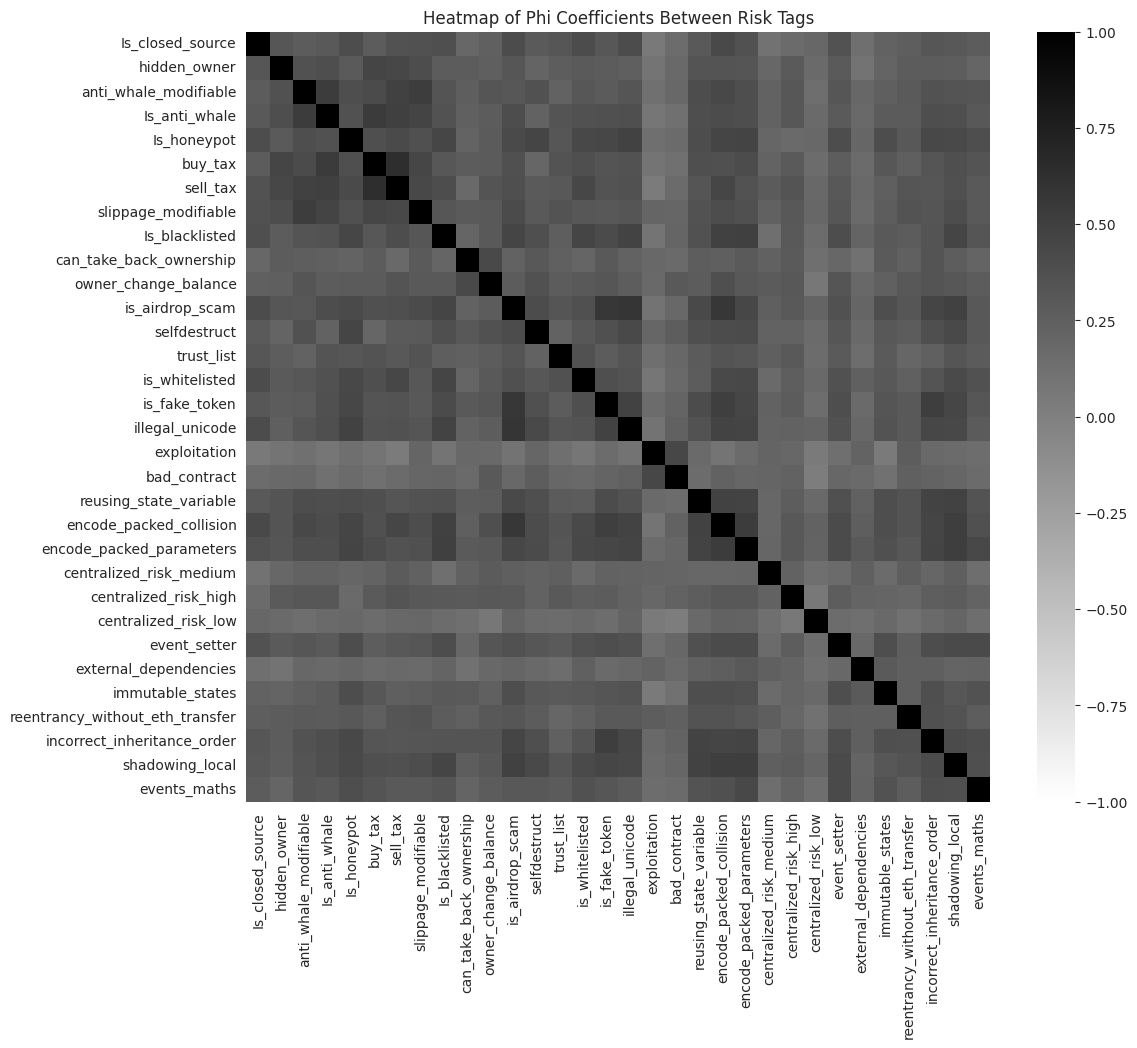 Heatmap of Phi Coefficients Between Risk Tags
Is_closed_source
hidden_owner
anti_whale_modifiable
Is_anti_whale
Is_honeypot
buy_tax
sell_tax
slippage_modifiable
Is_blacklisted
can_take_back_ownership
owner_change_balance
is_airdrop_scam
selfdestruct
trust_list
is_whitelisted
is_fake_token
illegal_unicode
exploitation
bad_contract
reusing_state_variable
encode_packed_collision
encode_packed_parameters
centralized_risk_medium
centralized_risk_high
centralized_risk_low
event_setter
external_dependencies
immutable_states
reentrancy_without_eth_transfer
incorrect_inheritance_order
shadowing_local
events_maths
Is_closed_source
hidden_owner
anti_whale_modifiable
Is_anti_whale
Is_honeypot
buy_tax
sell_tax
slippage_modifiable
Is_blacklisted
can_take_back_ownership
owner_change_balance
is_airdrop_scam
selfdestruct
trust_list
is_whitelisted
is_fake_token
illegal_unicode
exploitation
bad_contract
reusing_state_variable
encode_packed_collision
encode_packed_parameters
centralized_risk_medium
centralized_risk_high
centralized_risk_low
event_setter
external_dependencies
immutable_states
reentrancy_without_eth_transfer
incorrect_inheritance_order
shadowing_local
events_maths
1.00
0.75
0.50
0.25
0.00
−0.25
−0.50
−0.75
−1.00